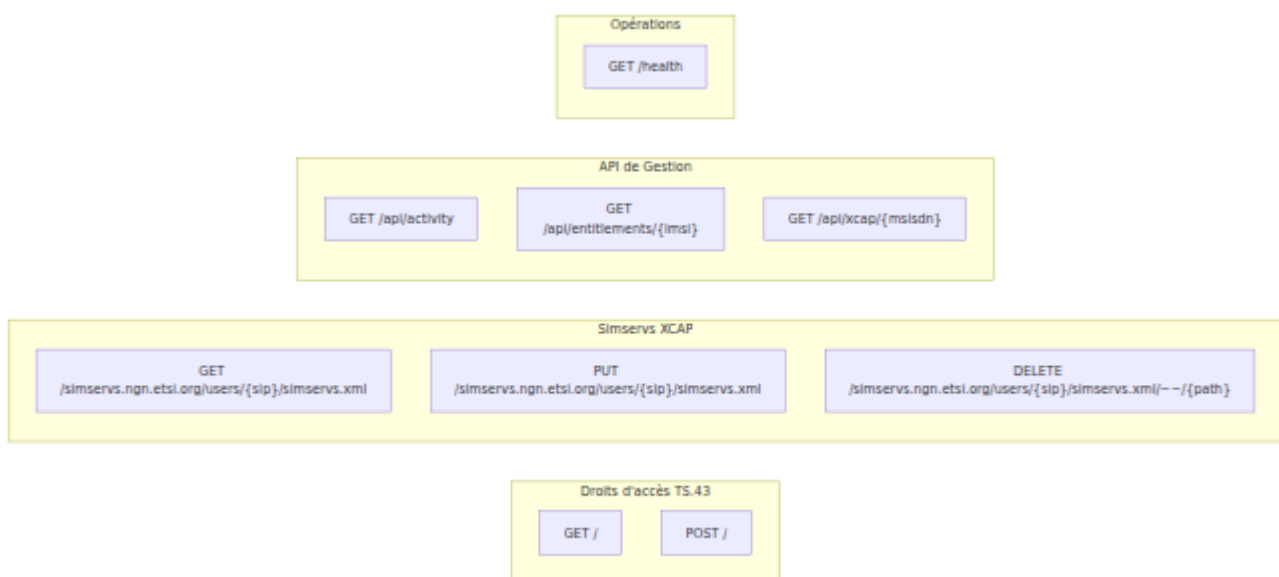 Opérations
GET /health
API de Gestion
GET /api/activity
GET
/api/entitlements/{imsi}
GET /api/xcap/{msisdn}
Simservs XCAP
GET
/simservs.ngn.etsi.org/users/{sip}/simservs.xml
PUT
/simservs.ngn.etsi.org/users/{sip}/simservs.xml
DELETE
/simservs.ngn.etsi.org/users/{sip}/simservs.xml/~~/{path}
Droits d'accès TS.43
GET /
POST /